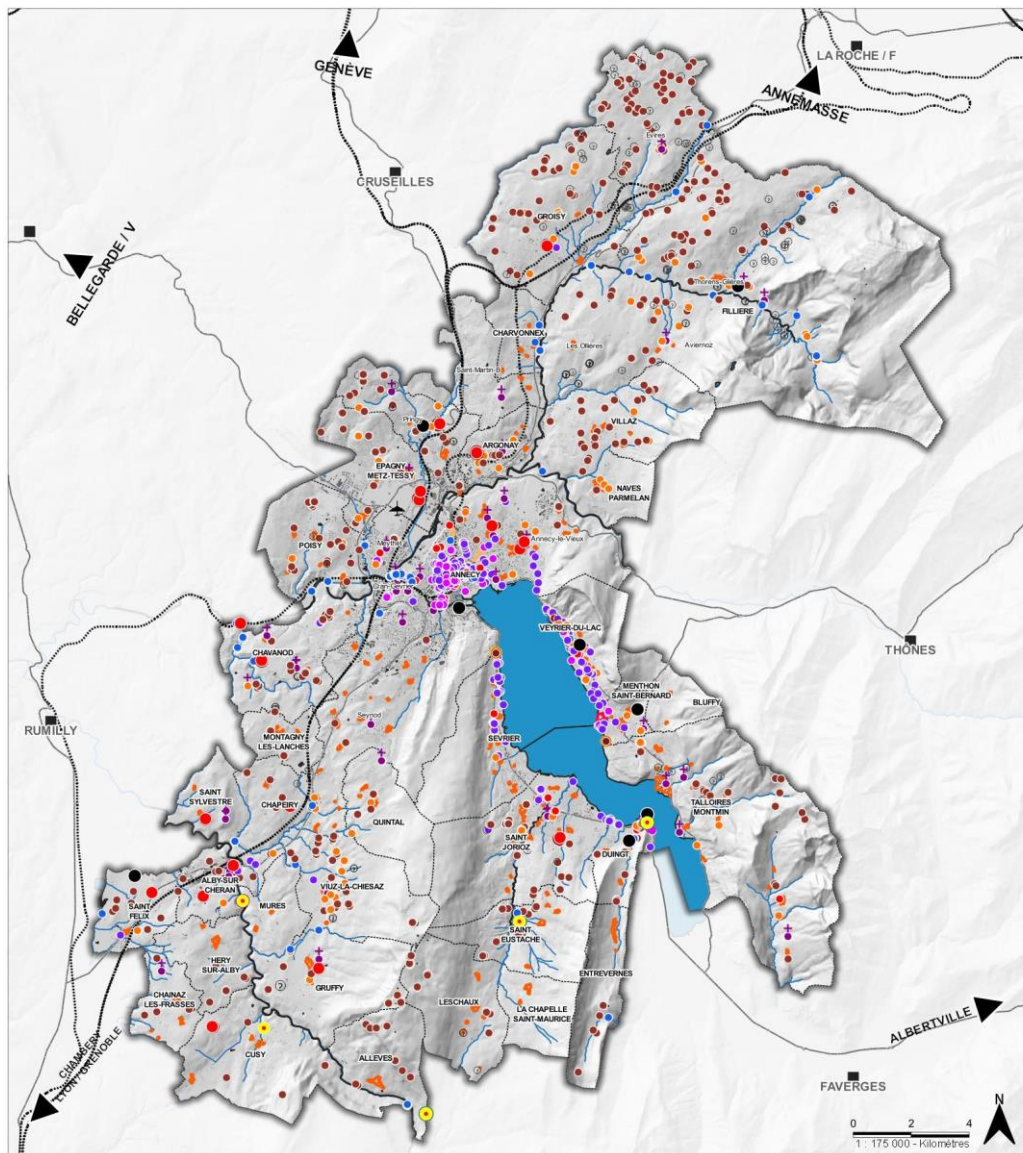 LA ROCHE / F
GENÈVE
ANNEMASSE
CRUSEILLES
Evires
GROISY
BELLEGARDE / V
Thorens-Glières
FILLIERE
CHARVONNEX
Les Ollières
Aviernoz
Saint-Martin
VILLAZ
ARGONAY
EPAGNY
METZ-TESSY
NAVES
PARMELAN
POISY
Meythet
Annecy-le-Vieux
ANNECY
VEYRIER-DU-LAC
THÔNES
CHAVANOD
MENTHON
SAINT-BERNARD
BLUFFY
Seynod
RUMILLY
SEVRIER
MONTAGNY
LES-LANCHES
SAINT
SYLVESTRE
CHAPEIRY
QUINTAL
TALLOIRES
MONTMIN
SAINT
JORIOZ
DUINGT
ALBY-SUR
CHERAN
VIUZ-LA-CHIESAZ
SAINT
FELIX
MURES
SAINT
EUSTACHE
HERY
SUR-ALBY
ENTREVERNES
GRUFFY
CHAINAZ
LES-FRASSES
LESCHAUX
LA CHAPELLE
SAINT-MAURICE
ALBERTVILLE
CUSY
ALLEVES
CHAMBERY
LYON / GRENOBLE
FAVERGES
N
0 2 4
1 : 175 000 - Kilomètres